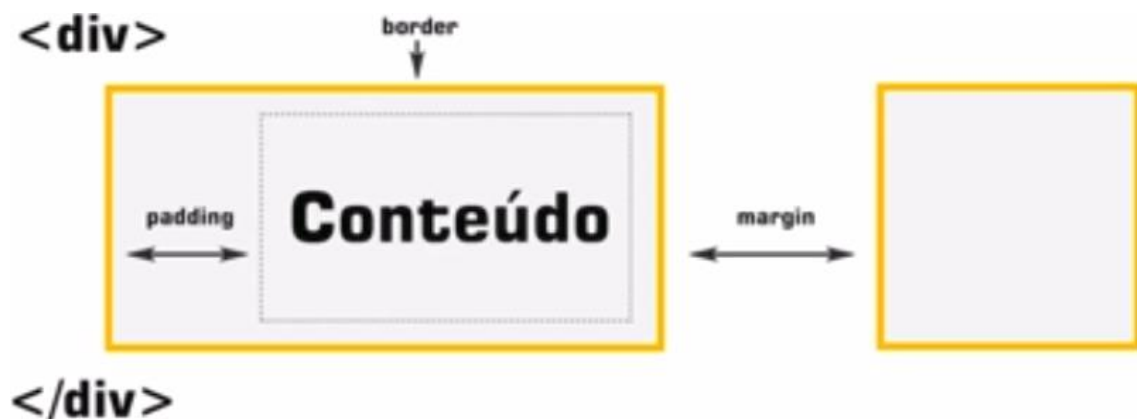 <div>
border
padding
Conteúdo
margin
</div>